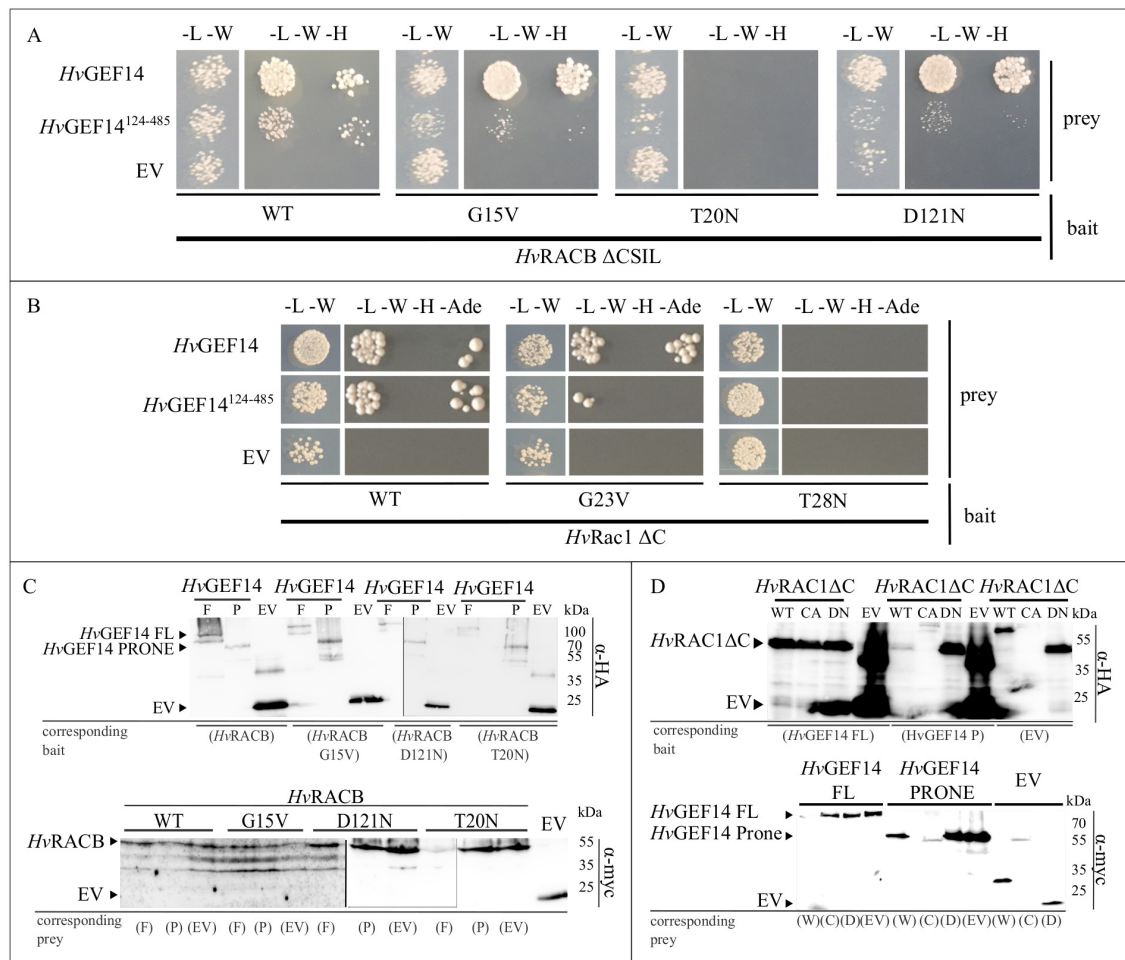 A
-L -W -L -W -H -L -W -L -W -H -L -W -L -W -H -L -W -L -W -H
HvGEF14
HvGEF14124-485
EV
prey
WT G15V T20N D121N
bait
HvRACB ΔCSIL
B
-L -W -L -W -H -Ade -L -W -L -W -H -Ade -L -W -L -W -H -Ade
HvGEF14
HvGEF14124-485
EV
prey
WT G23V T28N
bait
HvRac1 ΔC
C
HvGEF14 HvGEF14 HvGEF14 HvGEF14
F P EV F P EV F P EV F P EV kDa
HvGEF14 FL
HvGEF14 PRONE
EV
100
70
55
35
25
α-HA
corresponding bait
(HvRACB) (HvRACB G15V) (HvRACB D121N) (HvRACB T20N)
HvRACB
WT G15V D121N T20N EV kDa
HvRACB
EV
55
35
25
α-myc
corresponding prey
(F) (P) (EV) (F) (P) (EV) (F) (P) (EV) (F) (P) (EV)
D
HvRAC1ΔC HvRAC1ΔC HvRAC1ΔC
WT CA DN EV WT CA DN EV WT CA DN kDa
HvRAC1ΔC
EV
55
35
25
α-HA
corresponding bait
(HvGEF14 FL) (HvGEF14 P) (EV)
HvGEF14 FL HvGEF14 PRONE EV
kDa
HvGEF14 FL
HvGEF14 Prone
EV
70
55
35
25
α-myc
corresponding prey
(W) (C) (D) (EV) (W) (C) (D) (EV) (W) (C) (D)